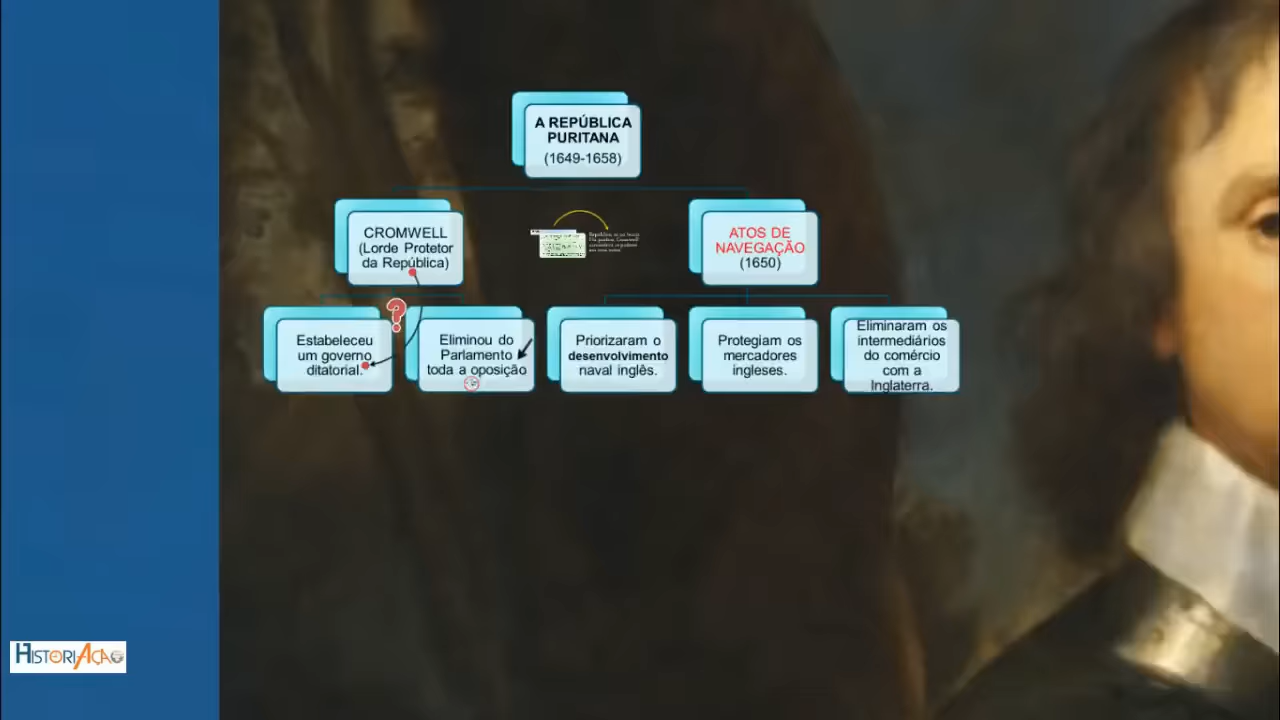 A REPÚBLICA
PURITANA
(1649-1658)
CROMWELL
(Lorde Protetor
da República)
ATOS DE
NAVEGAÇÃO
(1650)
Estabeleceu
um governo
ditatorial.
?
Eliminou do
Parlamento
toda a oposição
Priorizaram o
desenvolvimento
naval inglês.
Protegiam os
mercadores
ingleses.
Eliminaram os
intermediários
do comércio
com a
Inglaterra.
HISTORIAÇÃO